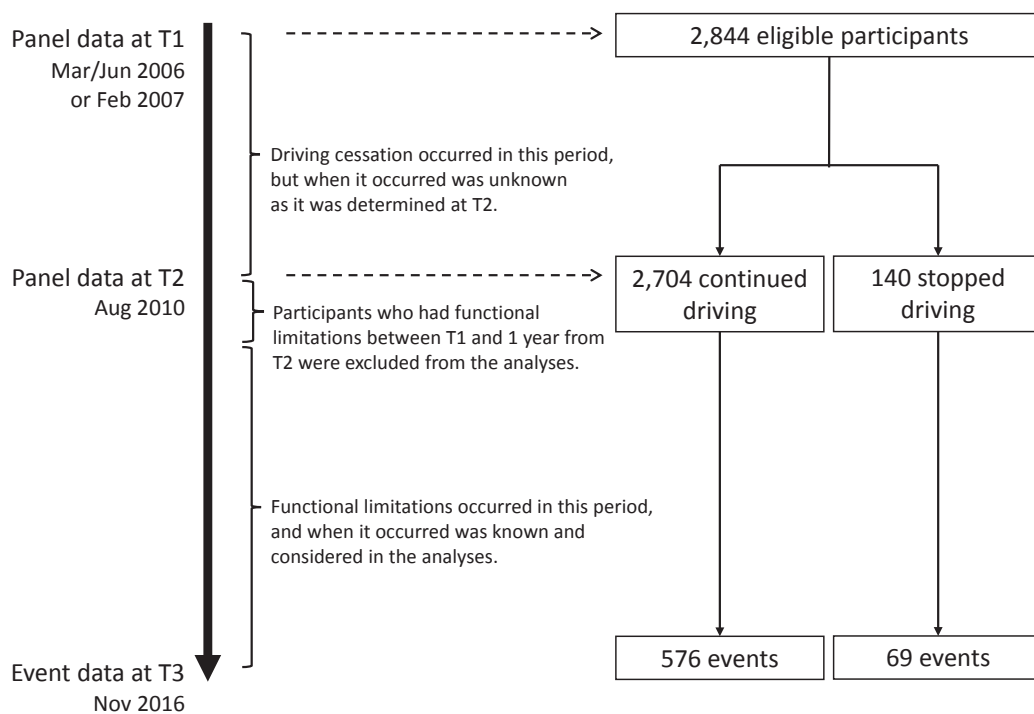 Panel data at T1
Mar/Jun 2006
or Feb 2007
2,844 eligible participants
Driving cessation occurred in this period,
but when it occurred was unknown
as it was determined at T2.
Panel data at T2
Aug 2010
2,704 continued
driving
140 stopped
driving
Participants who had functional
limitations between T1 and 1 year from
T2 were excluded from the analyses.
Functional limitations occurred in this period,
and when it occurred was known and
considered in the analyses.
Event data at T3
Nov 2016
576 events
69 events